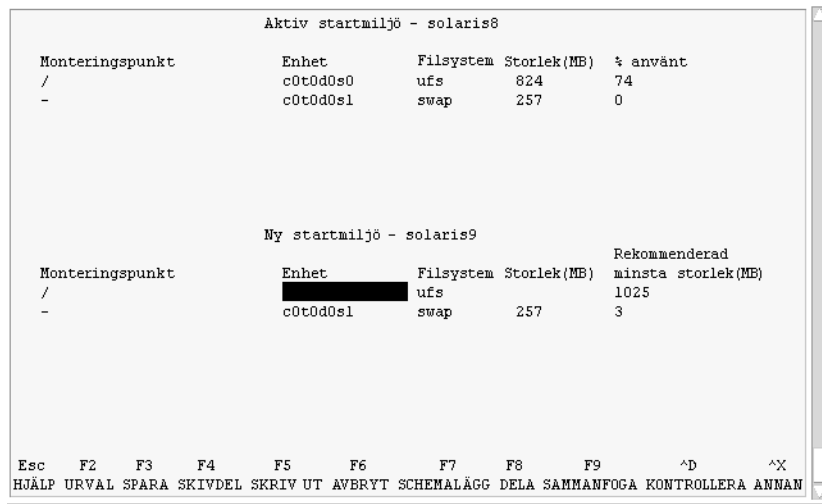 Aktiv startmiljö - solaris8
Monteringspunkt Enhet Filsystem Storlek(MB) % använt
/ c0t0d0s0 ufs 824 74
- c0t0d0s1 swap 257 0
Ny startmiljö - solaris9
Rekommenderad
Monteringspunkt Enhet Filsystem Storlek(MB) minsta storlek(MB)
/ ufs 1025
- c0t0d0s1 swap 257 3
Esc F2 F3 F4 F5 F6 F7 F8 F9 ^D ^X
HJÄLP URVAL SPARA SKIVDEL SKRIV UT AVBRYT SCHEMALÄGG DELA SAMMANFOGA KONTROLLERA ANNAN